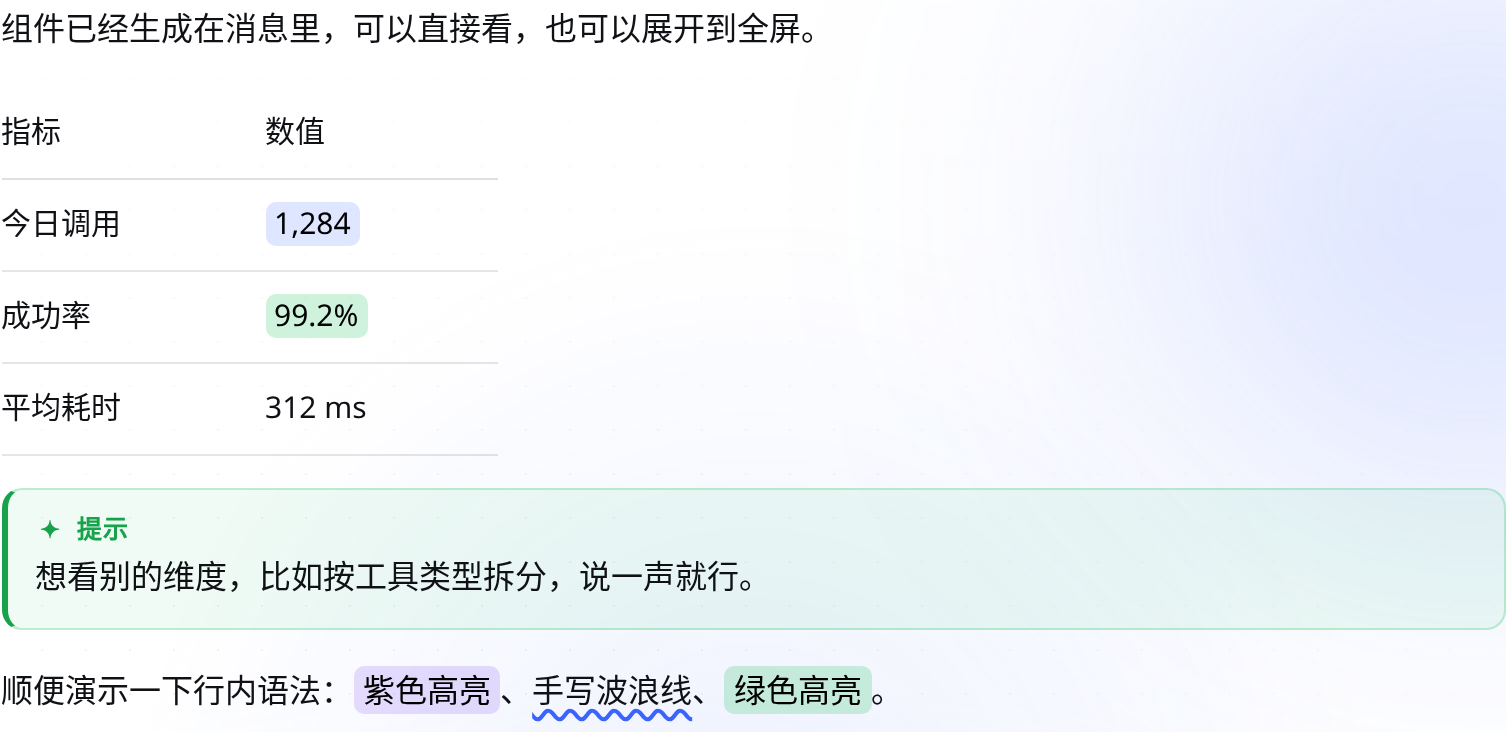 组件已经生成在消息里，可以直接看，也可以展开到全屏。
指标 数值
今日调用 1,284
成功率 99.2%
平均耗时 312 ms
✦ 提示
想看别的维度，比如按工具类型拆分，说一声就行。
顺便演示一下行内语法：紫色高亮、手写波浪线、绿色高亮。